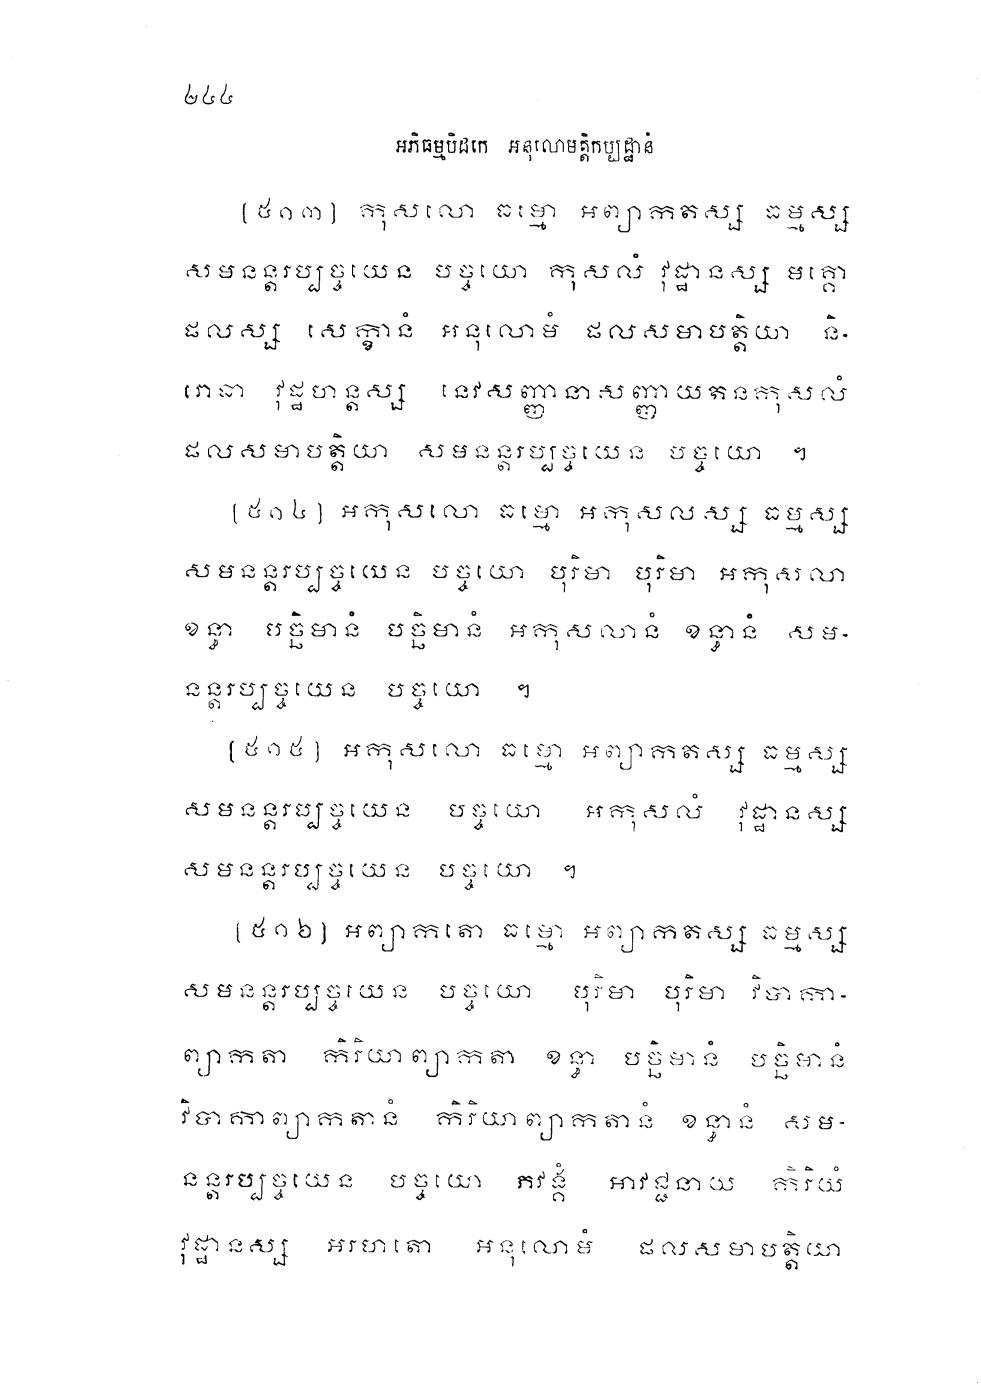 ២៤៤
អភិធម្មបិដកេ អនុលោមត្តិកប្បដ្ឋានំ
[៥១៣] កុសលោ ធម្មោ អព្យាកតស្ស ធម្មស្ស
សមនន្តរប្បច្ចយេន បច្ចយោ កុសលំ វុដ្ឋានស្ស មគ្គោ
ផលស្ស សេក្ខានំ អនុលោមំ ផលសមាបត្តិយា និ-
រោធា វុដ្ឋហន្តស្ស នេវសញ្ញានាសញ្ញាយតនកុសលំ
ផលសមាបត្តិយា សមនន្តរប្បច្ចយេន បច្ចយោ ។
[៥១៤] អកុសលោ ធម្មោ អកុសលស្ស ធម្មស្ស
សមនន្តរប្បច្ចយេន បច្ចយោ បុរិមា បុរិមា អកុសលា
ខន្ធា បច្ឆិមានំ បច្ឆិមានំ អកុសលានំ ខន្ធានំ សម-
នន្តរប្បច្ចយេន បច្ចយោ ។
[៥១៥] អកុសលោ ធម្មោ អព្យាកតស្ស ធម្មស្ស
សមនន្តរប្បច្ចយេន បច្ចយោ អកុសលំ វុដ្ឋានស្ស
សមនន្តរប្បច្ចយេន បច្ចយោ ។
[៥១៦] អព្យាកតោ ធម្មោ អព្យាកតស្ស ធម្មស្ស
សមនន្តរប្បច្ចយេន បច្ចយោ បុរិមា បុរិមា វិបាកា-
ព្យាកតា កិរិយាព្យាកតា ខន្ធា បច្ឆិមានំ បច្ឆិមានំ
វិបាកាព្យាកតានំ កិរិយាព្យាកតានំ ខន្ធានំ សម-
នន្តរប្បច្ចយេន បច្ចយោ ភវង្គំ អាវជ្ជនាយ កិរិយំ
វុដ្ឋានស្ស អរហតោ អនុលោមំ ផលសមាបត្តិយា